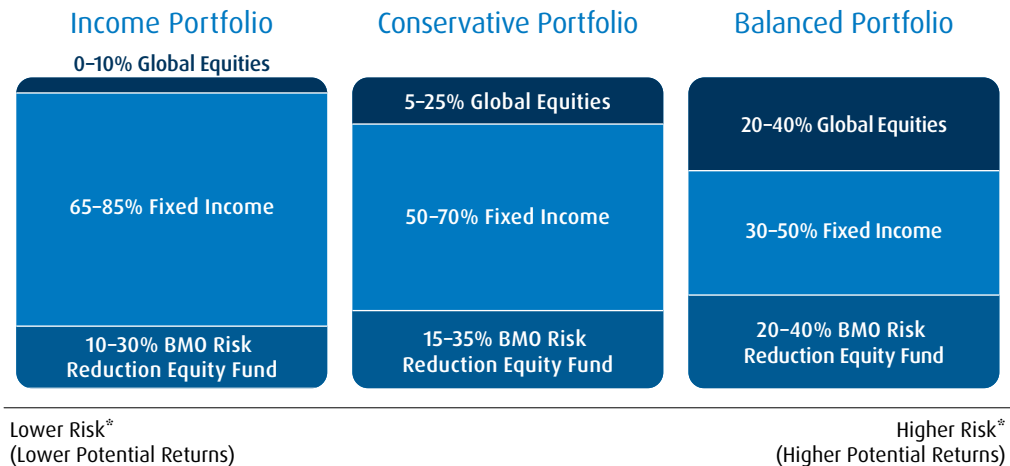 Income Portfolio
0–10% Global Equities
65–85% Fixed Income
10–30% BMO Risk
Reduction Equity Fund
Conservative Portfolio
5–25% Global Equities
50–70% Fixed Income
15–35% BMO Risk
Reduction Equity Fund
Balanced Portfolio
20–40% Global Equities
30–50% Fixed Income
20–40% BMO Risk
Reduction Equity Fund
Lower Risk*
(Lower Potential Returns)
Higher Risk*
(Higher Potential Returns)